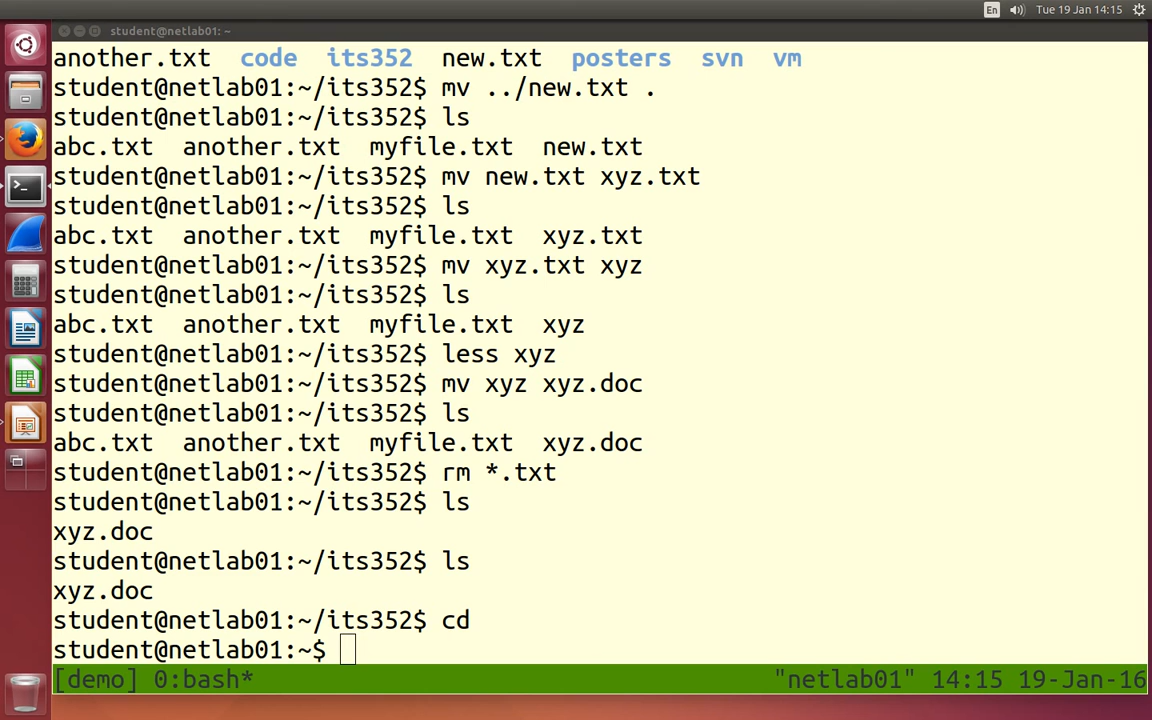 En Tue 19 Jan 14:15
student@netlab01: ~
another.txt  code  its352  new.txt  posters  svn  vm
student@netlab01:~/its352$ mv ../new.txt .
student@netlab01:~/its352$ ls
abc.txt  another.txt  myfile.txt  new.txt
student@netlab01:~/its352$ mv new.txt xyz.txt
student@netlab01:~/its352$ ls
abc.txt  another.txt  myfile.txt  xyz.txt
student@netlab01:~/its352$ mv xyz.txt xyz
student@netlab01:~/its352$ ls
abc.txt  another.txt  myfile.txt  xyz
student@netlab01:~/its352$ less xyz
student@netlab01:~/its352$ mv xyz xyz.doc
student@netlab01:~/its352$ ls
abc.txt  another.txt  myfile.txt  xyz.doc
student@netlab01:~/its352$ rm *.txt
student@netlab01:~/its352$ ls
xyz.doc
student@netlab01:~/its352$ ls
xyz.doc
student@netlab01:~/its352$ cd
student@netlab01:~$
[demo] 0:bash* "netlab01" 14:15 19-Jan-16